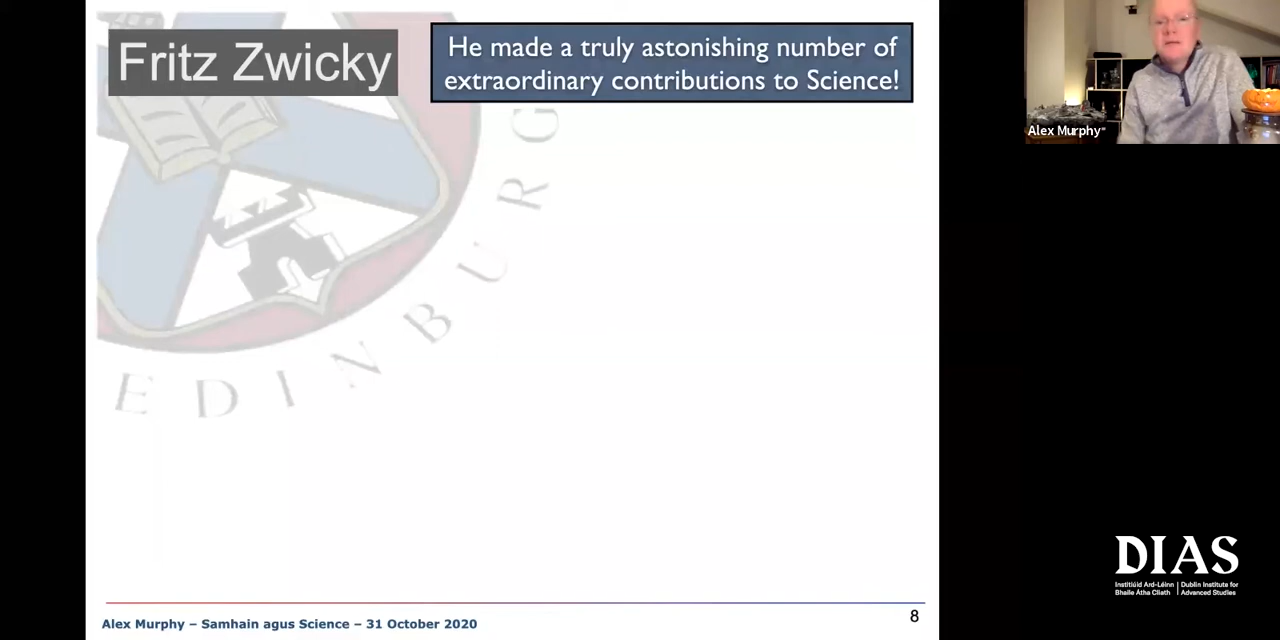 Fritz Zwicky
He made a truly astonishing number of
extraordinary contributions to Science!
Alex Murphy
EDINBURG
DIAS
Institiúid Ard-Léinn | Dublin Institute for
Bhaile Átha Cliath | Advanced Studies
Alex Murphy – Samhain agus Science – 31 October 2020
8